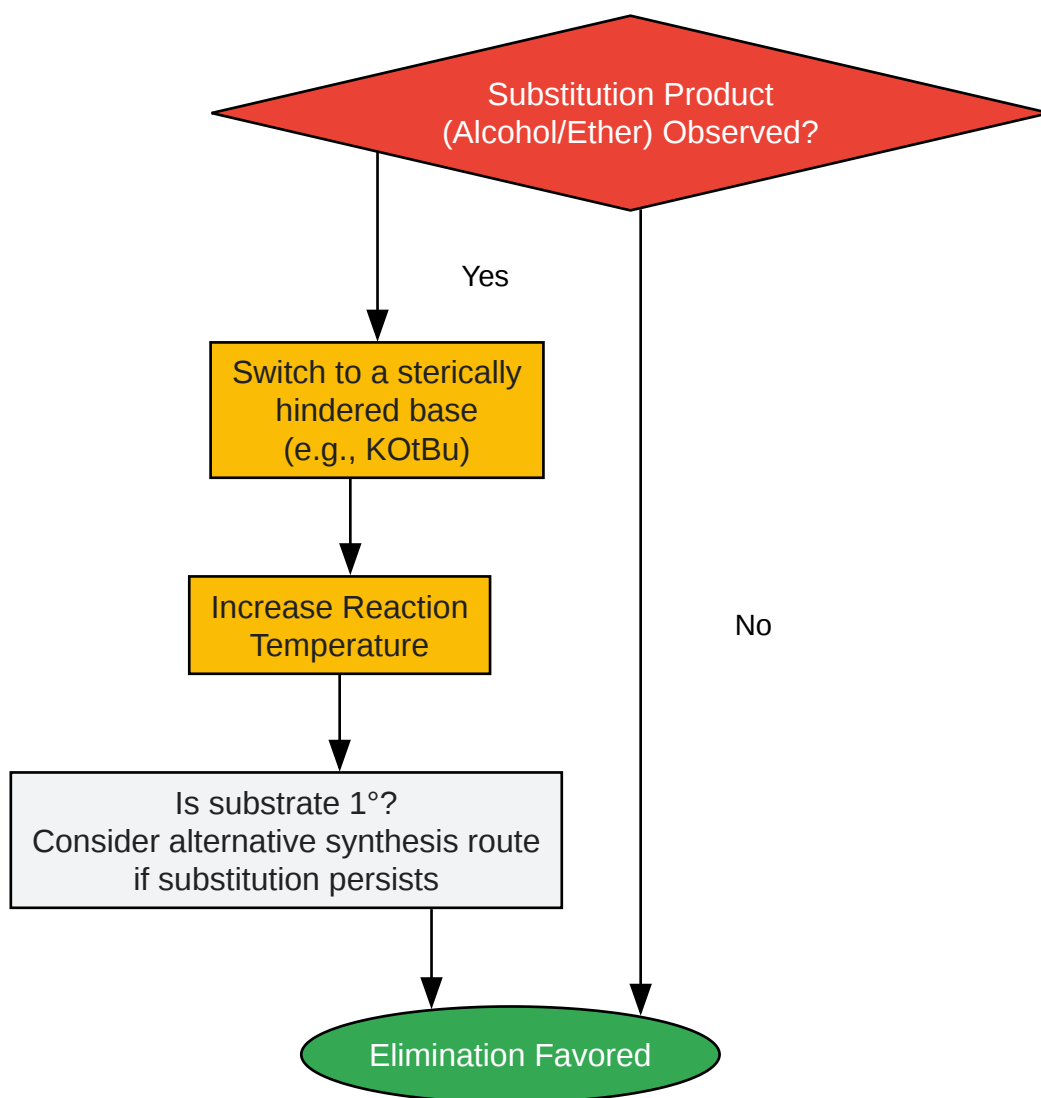 Substitution Product
(Alcohol/Ether) Observed?
Yes
Switch to a sterically
hindered base
(e.g., KOtBu)
Increase Reaction
Temperature
No
Is substrate 1°?
Consider alternative synthesis route
if substitution persists
Elimination Favored